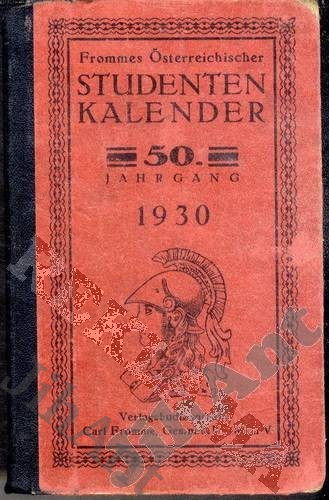 Frommes Österreichischer
STUDENTEN
KALENDER
50.
JAHRGANG
1930
Carl Fromme,